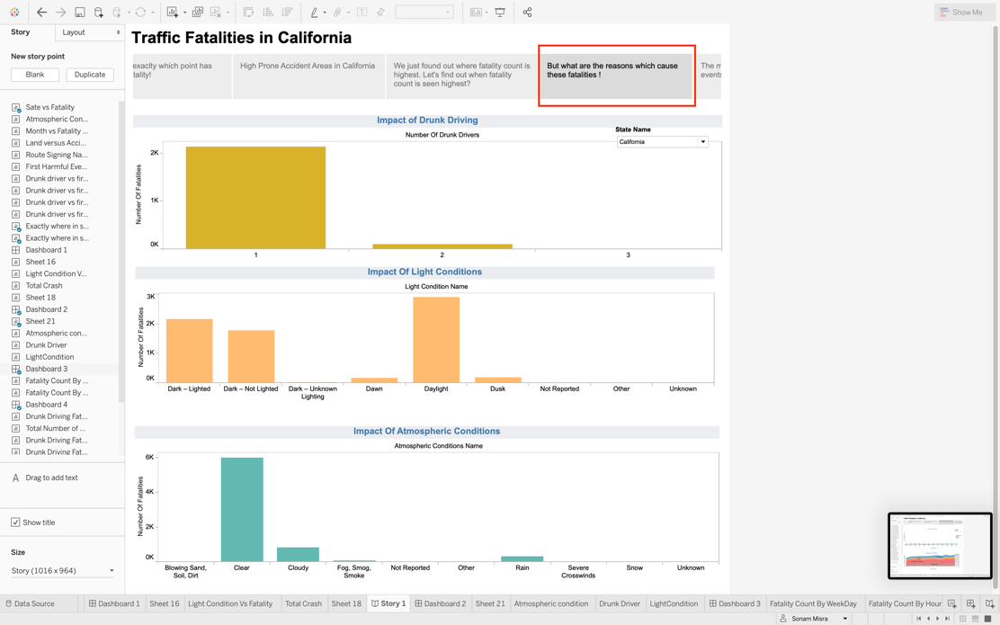 Show Me
Story
Layout
Traffic Fatalities in California
New story point
Blank
Duplicate
exaclty which point has
tality!
High Prone Accident Areas in California
We just found out where fatality count is
highest. Let's find out when fatality
count is seen highest?
But what are the reasons which cause
these fatalities !
The m
events
Sate vs Fatality
Atmospheric Con...
Month vs Fatality ...
Land versus Acci...
Route Signing Na...
First Harmful Eve...
Drunk driver vs fir...
Drunk driver vs fir...
Drunk driver vs fir...
Drunk driver vs fir...
Exactly where in s...
Exactly where in s...
Dashboard 1
Sheet 16
Light Condition V...
Total Crash
Sheet 18
Dashboard 2
Sheet 21
Atmospheric con...
Drunk Driver
LightCondition
Dashboard 3
Fatality Count By ...
Fatality Count By ...
Dashboard 4
Drunk Driving Fat...
Total Number of ...
Drunk Driving Fat...
Drunk Driving Fat...
A Drag to add text
Show title
Size
Story (1016 x 964)
Impact of Drunk Driving
Number Of Drunk Drivers
State Name
California
Number Of Fatalities
2K
1K
0K
1 2 3
Impact Of Light Conditions
Light Condition Name
Number Of Fatalities
3K
2K
1K
0K
Dark – Lighted Dark – Not Lighted Dark – Unknown Lighting Dawn Daylight Dusk Not Reported Other Unknown
Impact Of Atmospheric Conditions
Atmospheric Conditions Name
Number Of Fatalities
6K
4K
2K
0K
Blowing Sand, Soil, Dirt Clear Cloudy Fog, Smog, Smoke Not Reported Other Rain Severe Crosswinds Snow Unknown
Data Source Dashboard 1 Sheet 16 Light Condition Vs Fatality Total Crash Sheet 18 Story 1 Dashboard 2 Sheet 21 Atmospheric condition Drunk Driver LightCondition Dashboard 3 Fatality Count By WeekDay Fatality Count By Hour
Sonam Misra